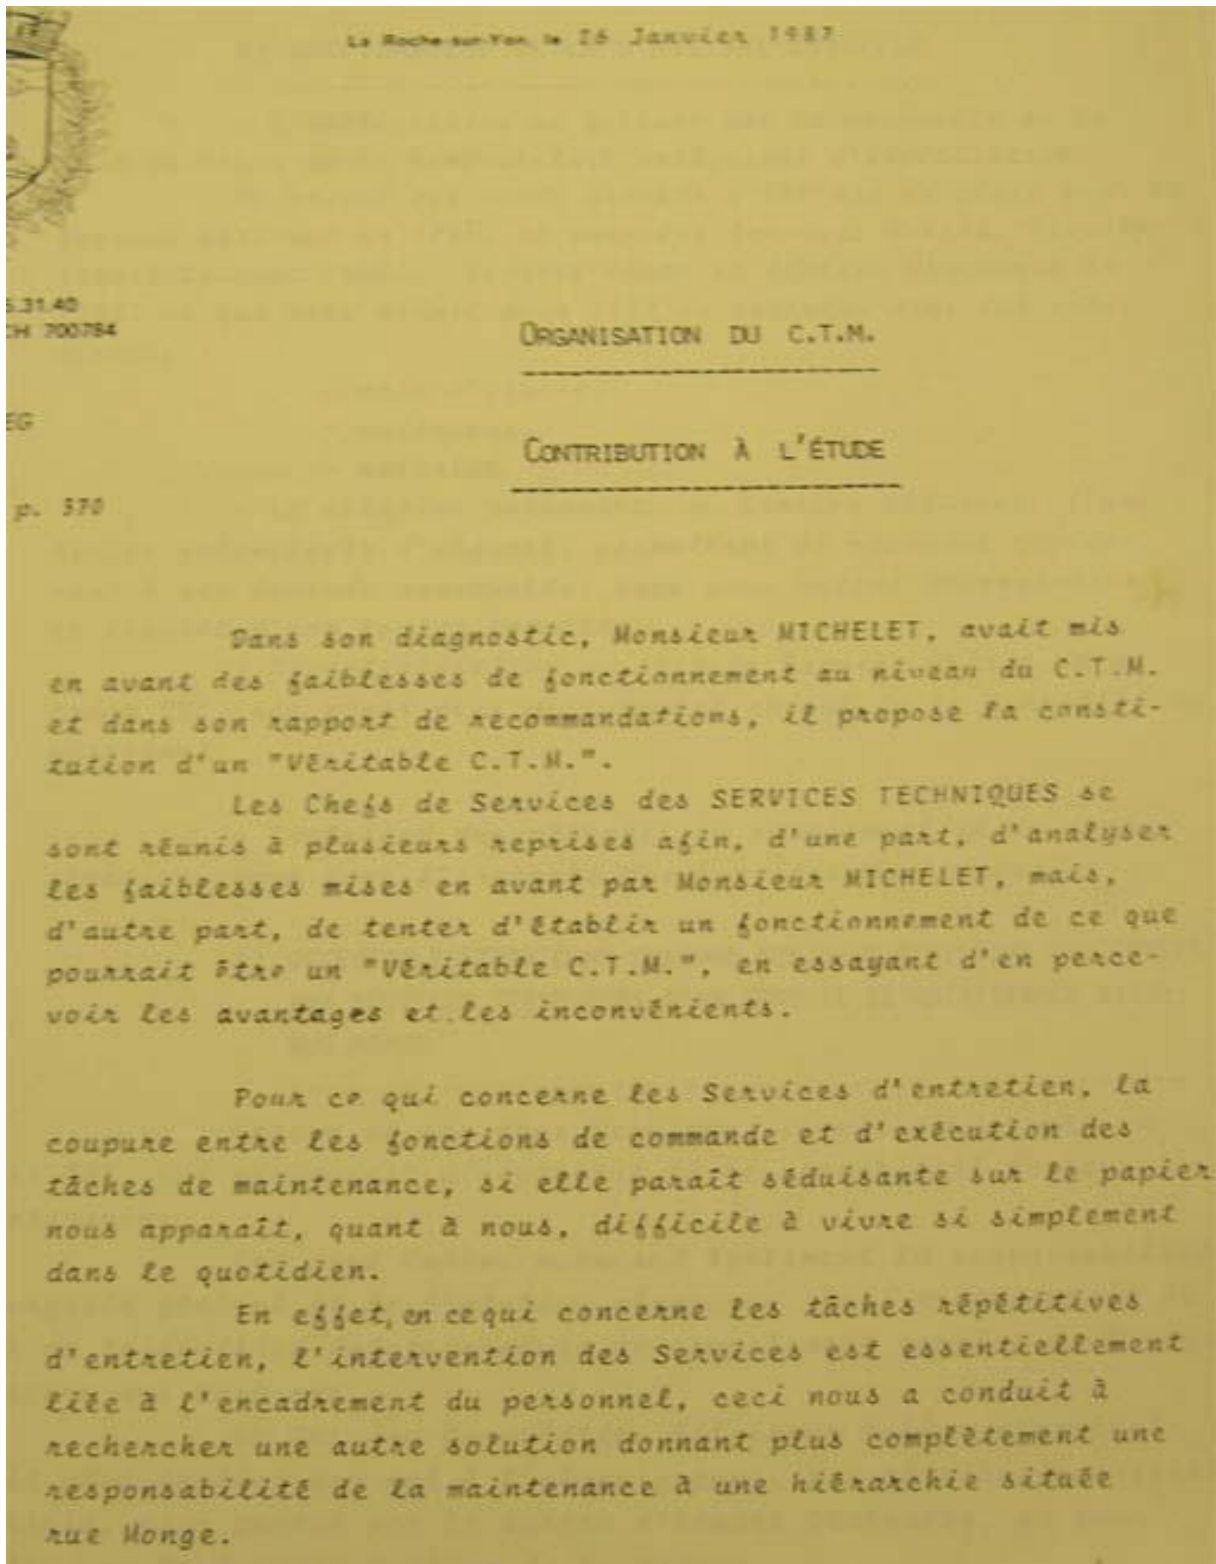 La Roche-sur-Yon, le 26 Janvier 1987
5.31.40
CH 700784
ORGANISATION DU C.T.M.
EG
CONTRIBUTION À L'ÉTUDE
p. 370
Dans son diagnostic, Monsieur MICHELET, avait mis
en avant des faiblesses de fonctionnement au niveau du C.T.M.
et dans son rapport de recommandations, il propose la consti-
tution d'un "Véritable C.T.M.".
Les Chefs de Services des SERVICES TECHNIQUES se
sont réunis à plusieurs reprises afin, d'une part, d'analyser
les faiblesses mises en avant par Monsieur MICHELET, mais,
d'autre part, de tenter d'établir un fonctionnement de ce que
pourrait être un "Véritable C.T.M.", en essayant d'en perce-
voir les avantages et les inconvénients.
Pour ce qui concerne les Services d'entretien, la
coupure entre les fonctions de commande et d'exécution des
tâches de maintenance, si elle paraît séduisante sur le papier
nous apparaît, quant à nous, difficile à vivre si simplement
dans le quotidien.
En effet, en ce qui concerne les tâches répétitives
d'entretien, l'intervention des Services est essentiellement
liée à l'encadrement du personnel, ceci nous a conduit à
rechercher une autre solution donnant plus complètement une
responsabilité de la maintenance à une hiérarchie située
rue Monge.